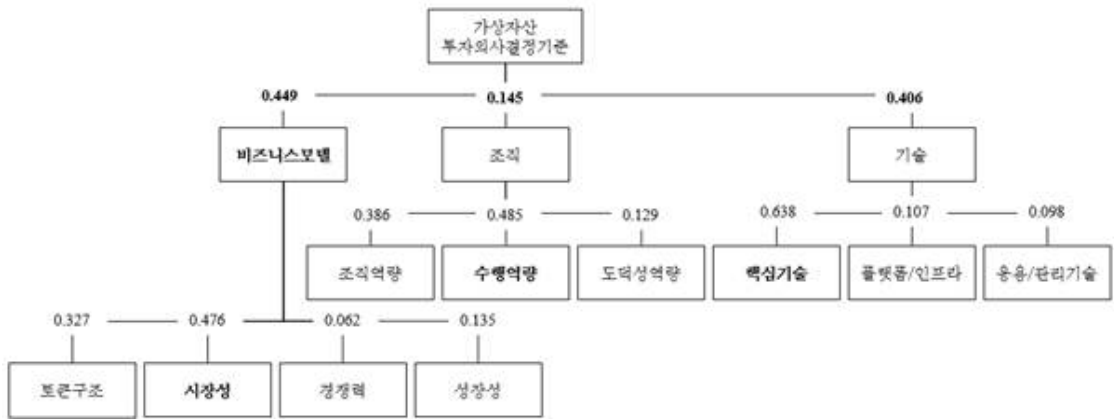 가상자산
투자의사결정기준
0.449 0.145 0.406
비즈니스모델 조직 기술
0.386 0.485 0.129 0.638 0.107 0.098
조직역량 수행역량 도덕성역량 핵심기술 플랫폼/인프라 응용/관리기술
0.327 0.476 0.062 0.135
토큰구조 시장성 경쟁력 성장성